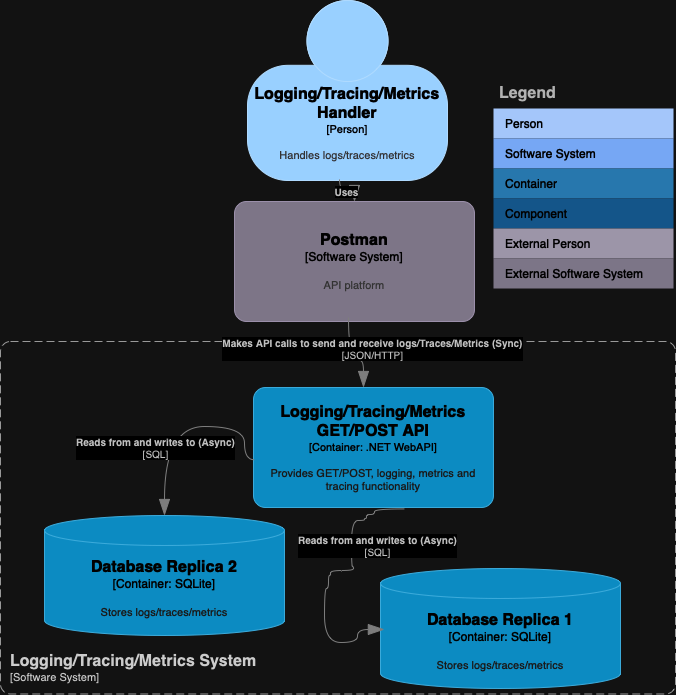 Logging/Tracing/Metrics
Handler
[Person]
Handles logs/traces/metrics
Legend
Person
Software System
Container
Component
External Person
External Software System
Uses
Postman
[Software System]
API platform
Makes API calls to send and receive logs/Traces/Metrics (Sync)
[JSON/HTTP]
Logging/Tracing/Metrics
GET/POST API
[Container: .NET WebAPI]
Provides GET/POST, logging, metrics and
tracing functionality
Reads from and writes to (Async)
[SQL]
Reads from and writes to (Async)
[SQL]
Database Replica 2
[Container: SQLite]
Stores logs/traces/metrics
Database Replica 1
[Container: SQLite]
Stores logs/traces/metrics
Logging/Tracing/Metrics System
[Software System]